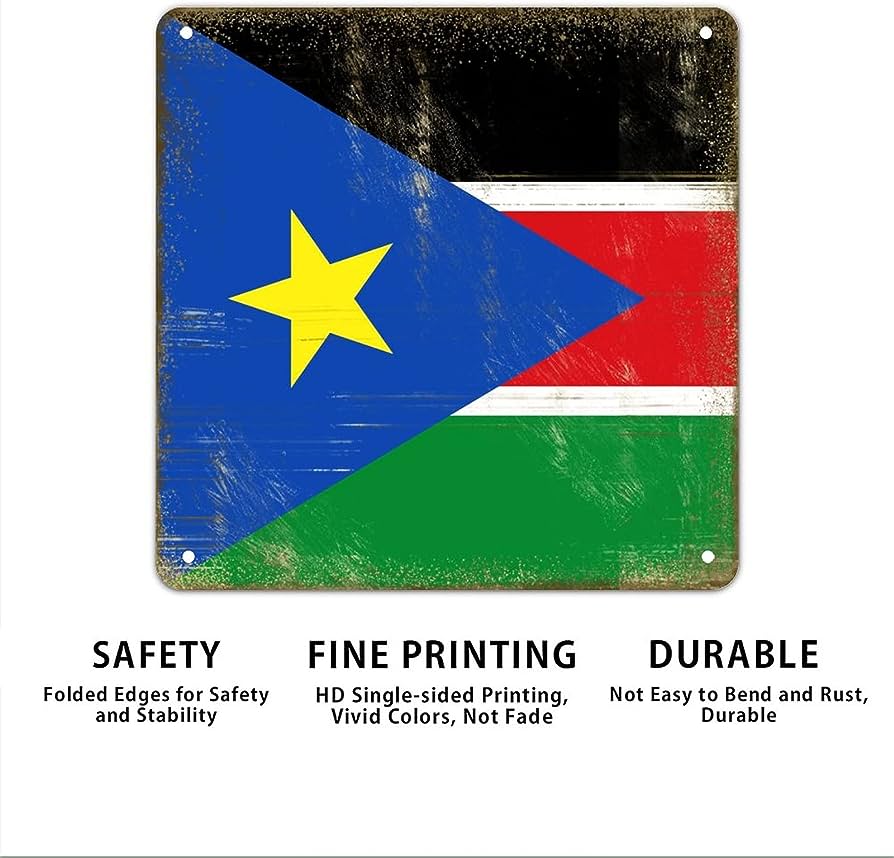 SAFETY
Folded Edges for Safety
and Stability
FINE PRINTING
HD Single-sided Printing,
Vivid Colors, Not Fade
DURABLE
Not Easy to Bend and Rust,
Durable